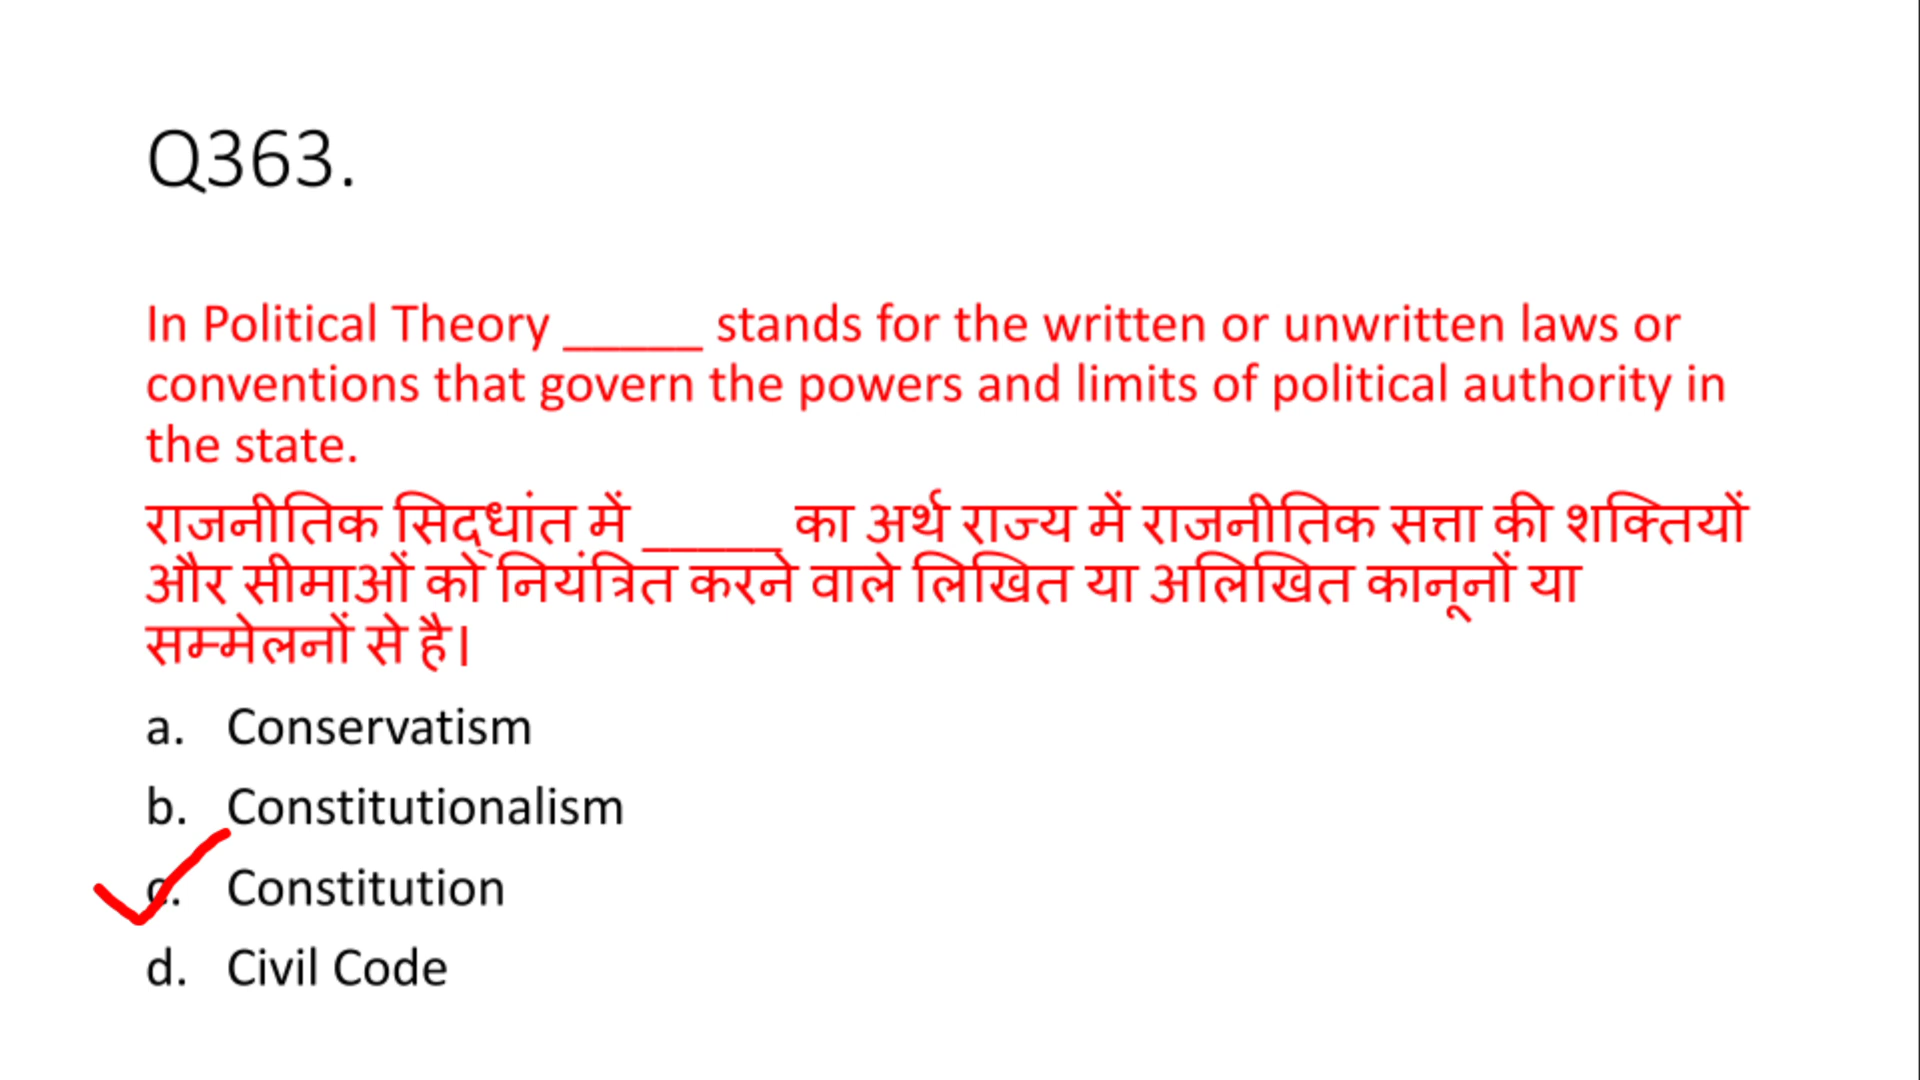 Q363.
In Political Theory _____ stands for the written or unwritten laws or
conventions that govern the powers and limits of political authority in
the state.
राजनीतिक सिद्धांत में _____ का अर्थ राज्य में राजनीतिक सत्ता की शक्तियों
और सीमाओं को नियंत्रित करने वाले लिखित या अलिखित कानूनों या
सम्मेलनों से है।
a. Conservatism
b. Constitutionalism
c. Constitution
d. Civil Code